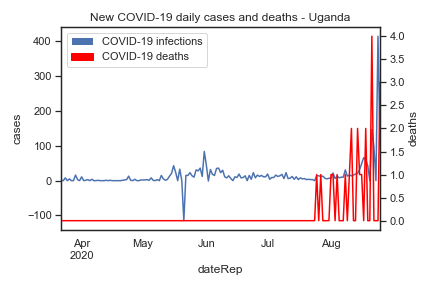 New COVID-19 daily cases and deaths - Uganda
COVID-19 infections
COVID-19 deaths
400
300
200
100
0
−100
cases
4.0
3.5
3.0
2.5
2.0
1.5
1.0
0.5
0.0
deaths
Apr
2020
May
Jun
Jul
Aug
dateRep